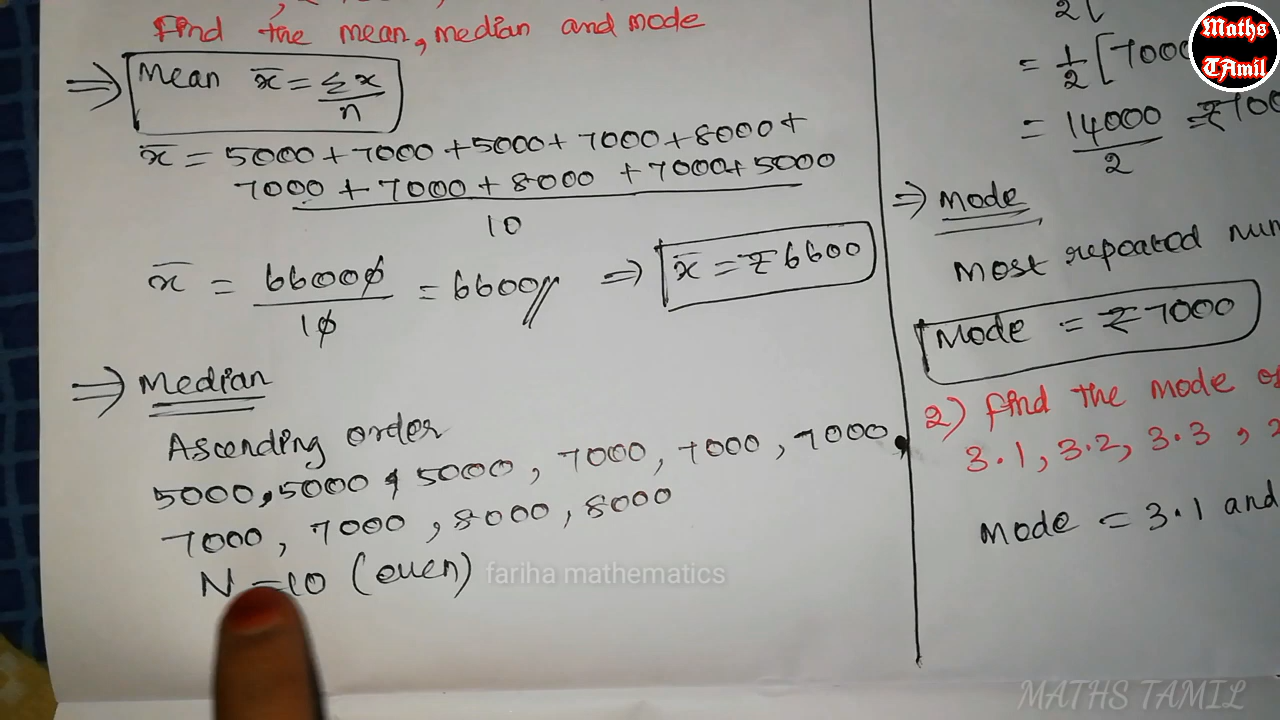 Find the mean, median and mode
⇒ Mean x̄ = Σx/n
x̄ = 5000 + 7000 + 5000 + 7000 + 8000 +
7000 + 7000 + 8000 + 7000 + 5000
10
x̄ = 66000/10 = 6600 ⇒ x̄ = ₹6600
⇒ Median
Ascending order
5000, 5000, 5000, 7000, 7000, 7000,
7000, 7000, 8000, 8000
N = 10 (even)
fariha mathematics
= 1/2 [7000
= 14000/2 = ₹
⇒ mode
Most repeated
Mode = ₹7000
2) Find the mode
3.1, 3.2, 3.3,
Mode = 3.1 and
Maths
TAmil
MATHS TAMIL